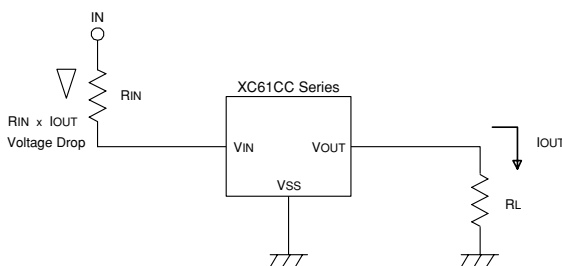 IN
RIN
RIN x IOUT
Voltage Drop
XC61CC Series
VIN
VOUT
VSS
IOUT
RL